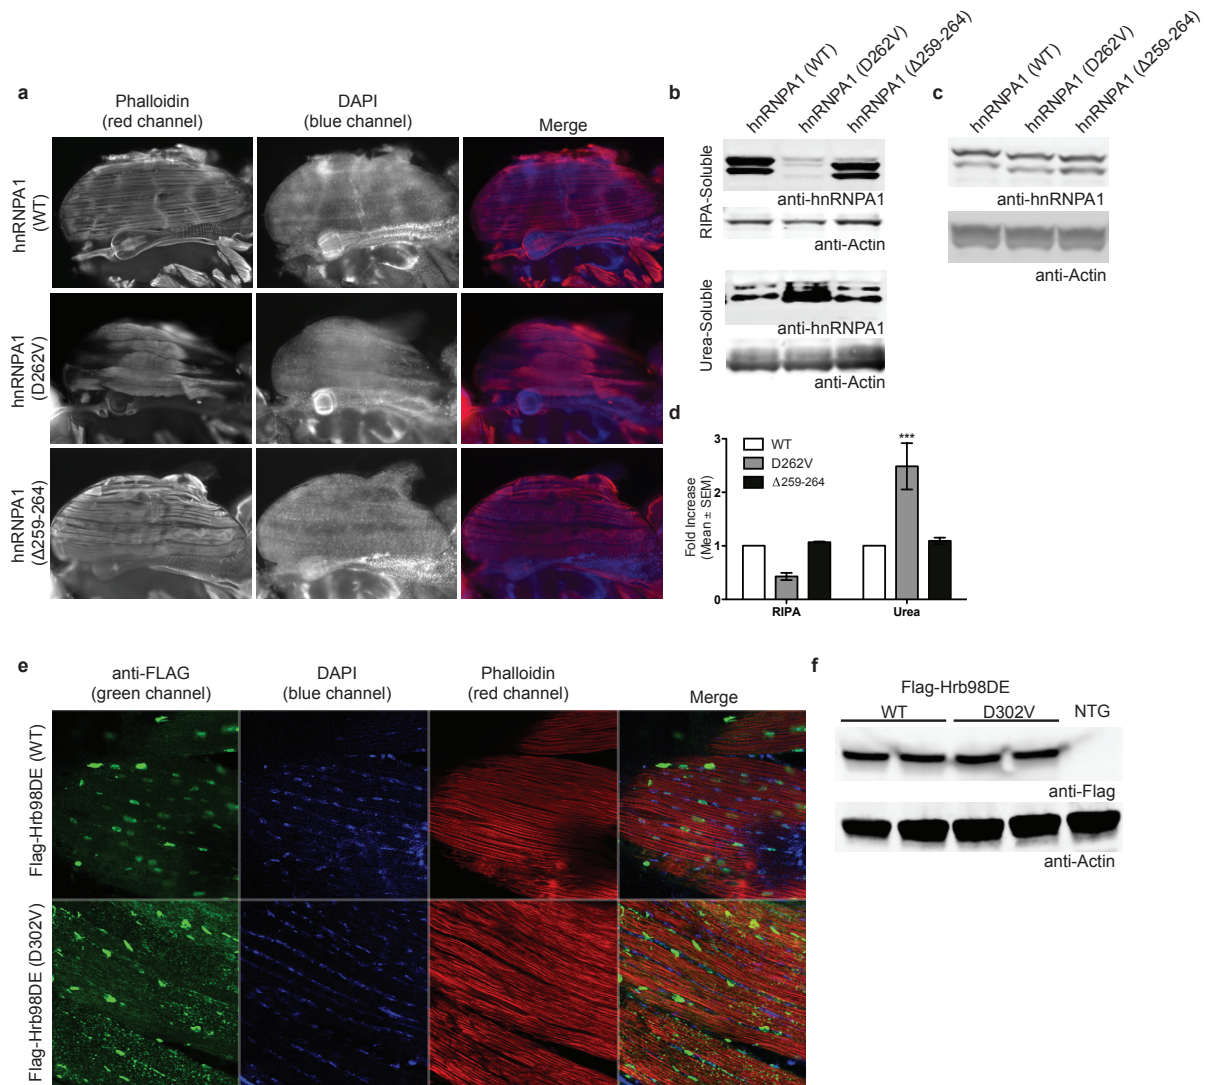 a
Phalloidin
(red channel)
DAPI
(blue channel)
Merge
hnRNPA1
(WT)
hnRNPA1
(D262V)
hnRNPA1
(Δ259-264)
b
hnRNPA1 (WT)
hnRNPA1 (D262V)
hnRNPA1 (Δ259-264)
RIPA-Soluble
anti-hnRNPA1
anti-Actin
Urea-Soluble
anti-hnRNPA1
anti-Actin
c
hnRNPA1 (WT)
hnRNPA1 (D262V)
hnRNPA1 (Δ259-264)
anti-hnRNPA1
anti-Actin
d
Fold Increase
(Mean ± SEM)
3
2
1
0
WT
D262V
Δ259-264
***
RIPA
Urea
e
anti-FLAG
(green channel)
DAPI
(blue channel)
Phalloidin
(red channel)
Merge
Flag-Hrb98DE (WT)
Flag-Hrb98DE (D302V)
f
Flag-Hrb98DE
WT
D302V
NTG
anti-Flag
anti-Actin